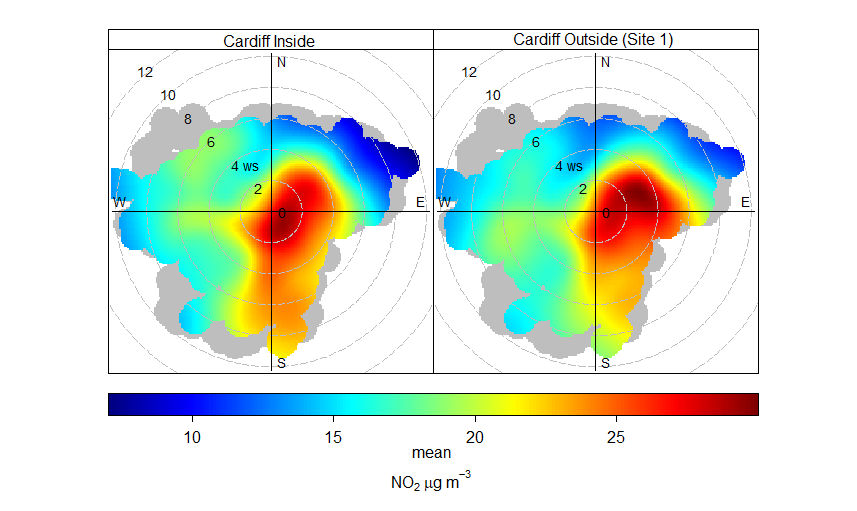 Cardiff Inside
Cardiff Outside (Site 1)
12
10
8
6
4 ws
2
0
N
W
E
S
12
10
8
6
4 ws
2
0
N
W
E
S
10 15 20 25
mean
NO₂ μg m⁻³